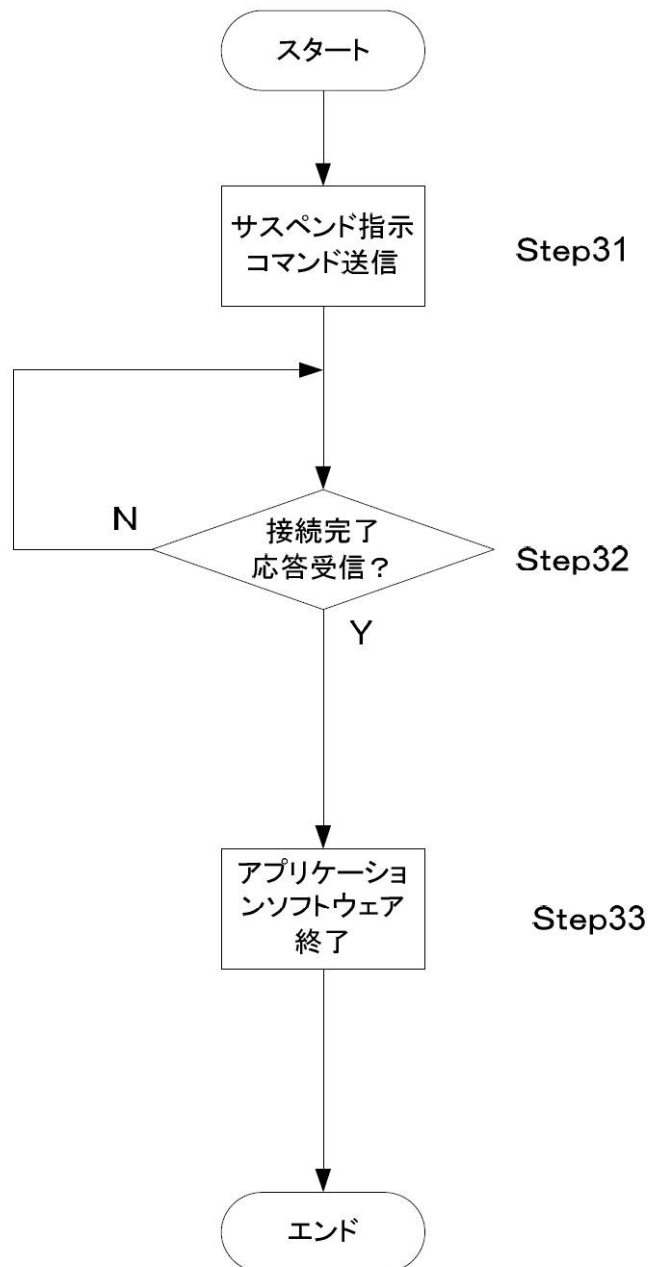 スタート
サスペンド指示
コマンド送信
Step31
N
接続完了
応答受信？
Step32
Y
アプリケーショ
ンソフトウェア
終了
Step33
エンド